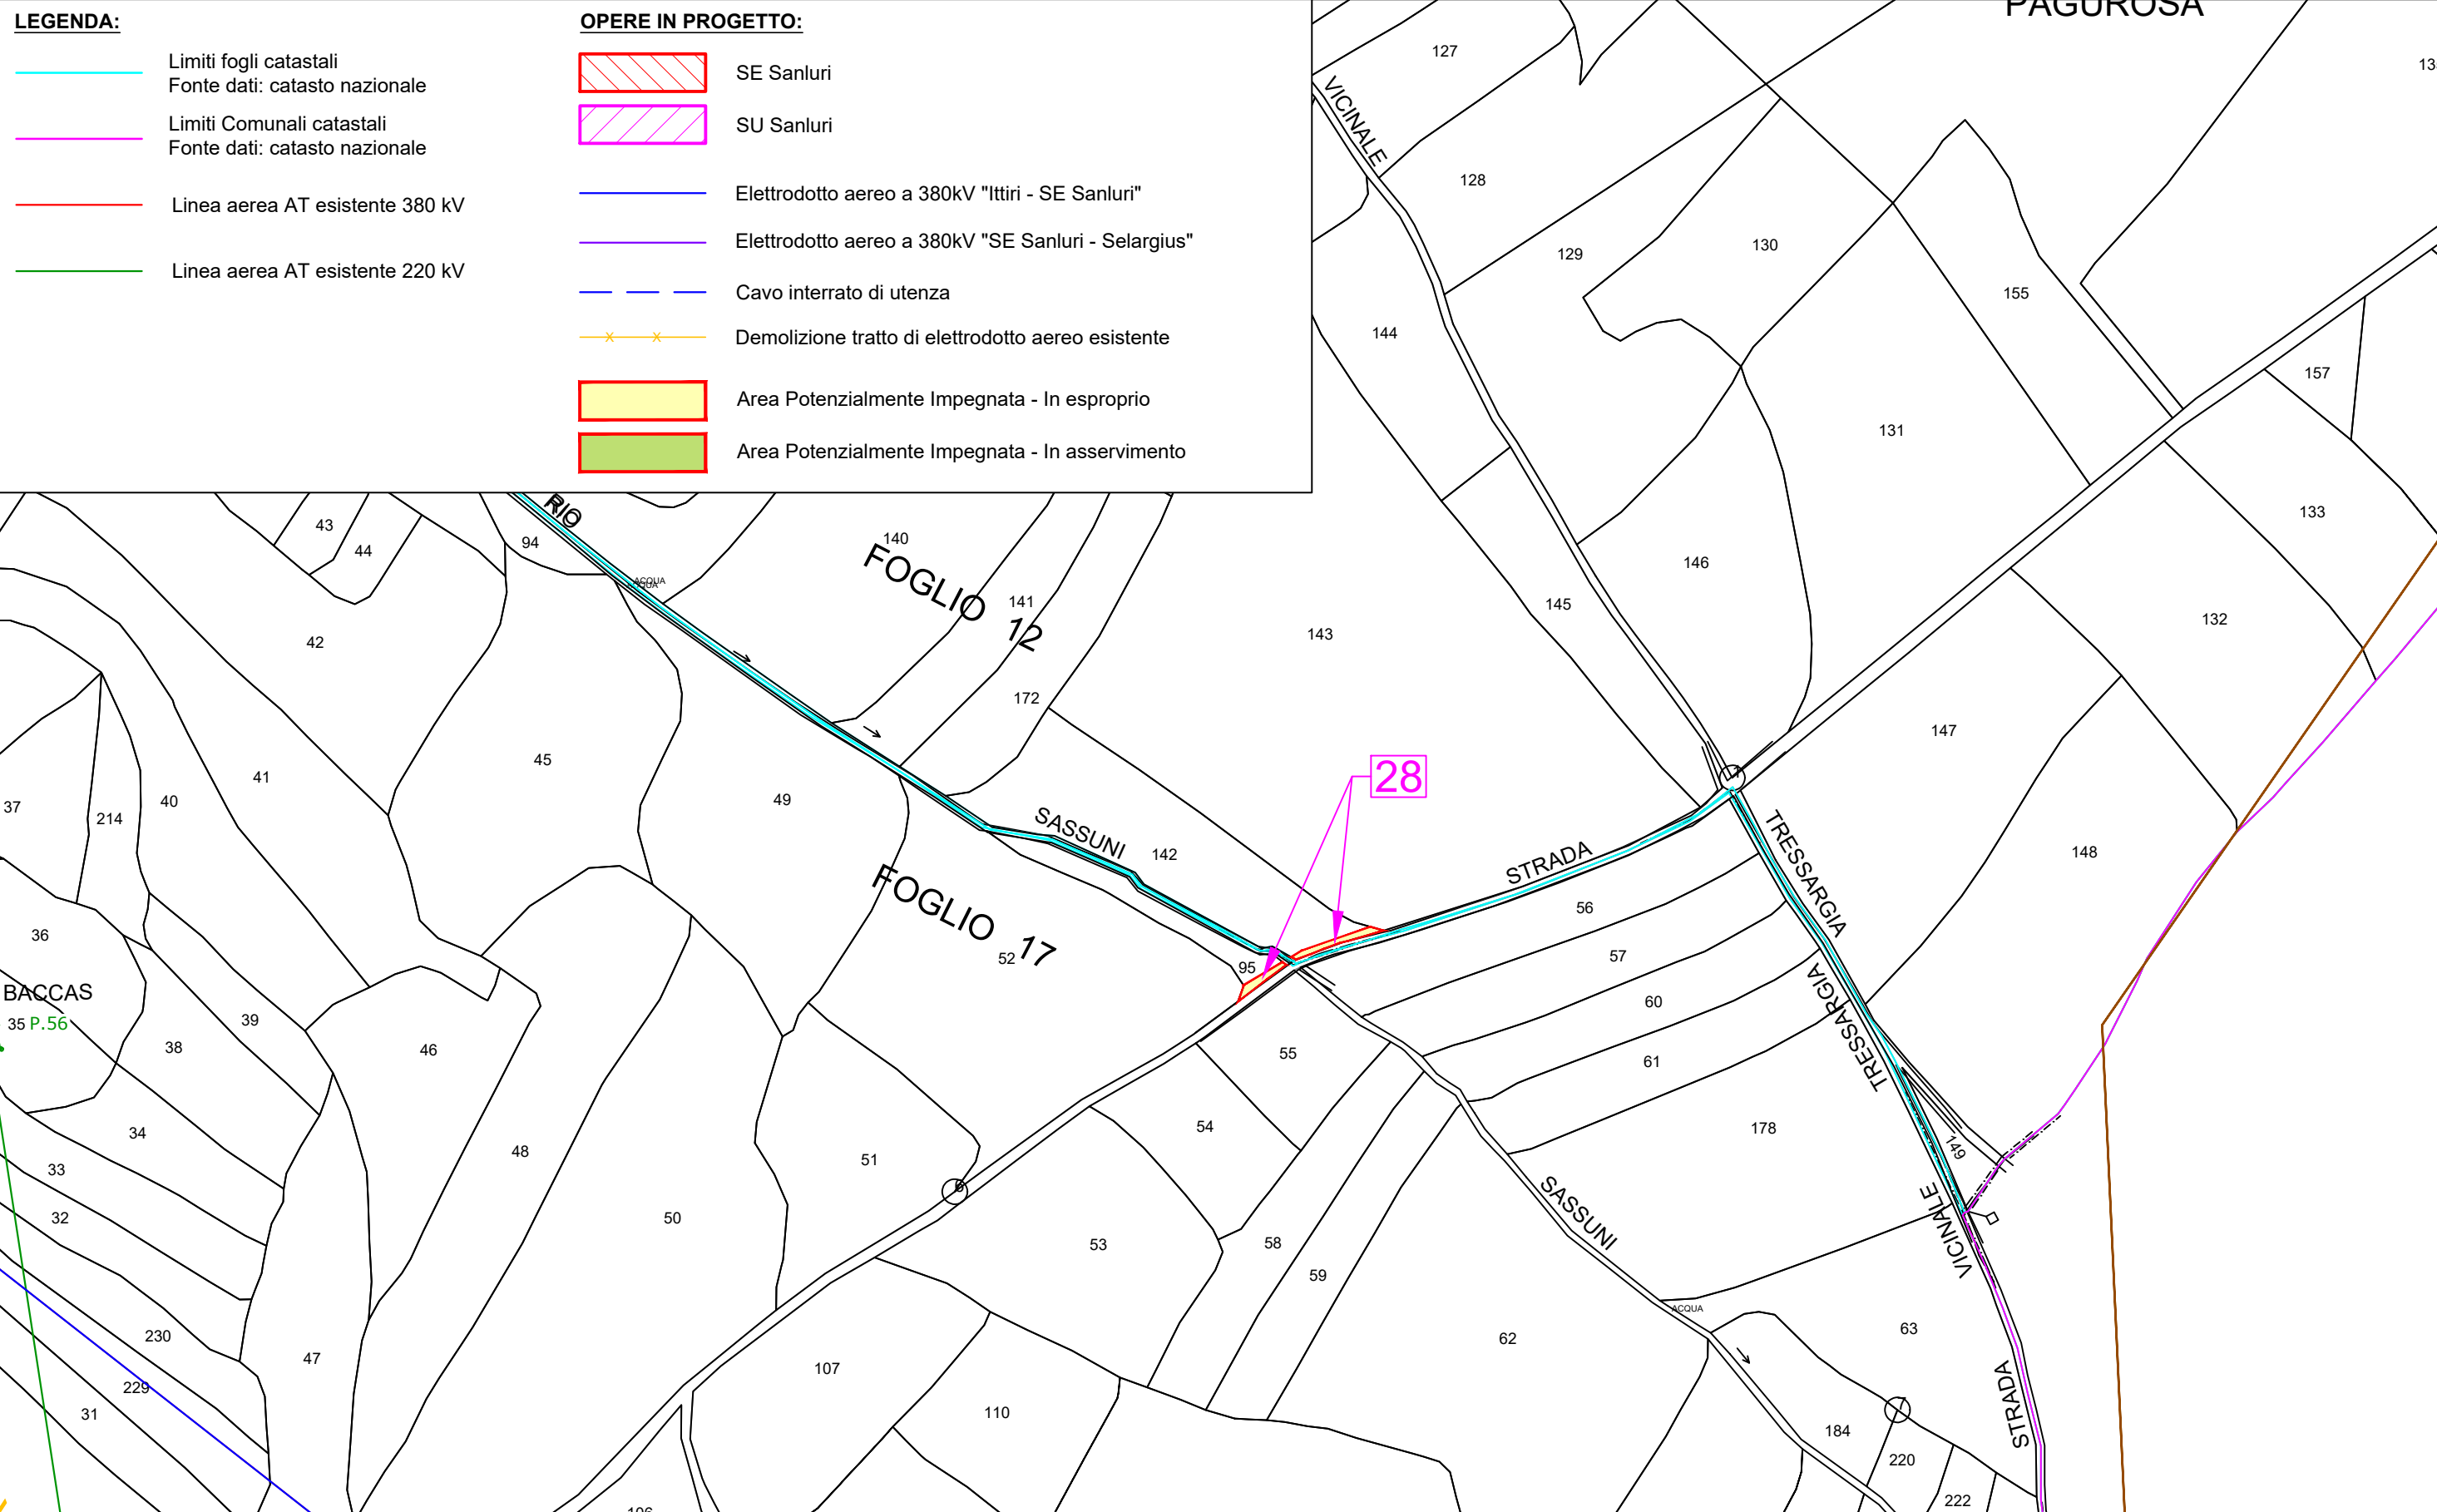 LEGENDA:
Limiti fogli catastali
Fonte dati: catasto nazionale
Limiti Comunali catastali
Fonte dati: catasto nazionale
Linea aerea AT esistente 380 kV
Linea aerea AT esistente 220 kV
OPERE IN PROGETTO:
SE Sanluri
SU Sanluri
Elettrodotto aereo a 380kV "Ittiri - SE Sanluri"
Elettrodotto aereo a 380kV "SE Sanluri - Selargius"
Cavo interrato di utenza
Demolizione tratto di elettrodotto aereo esistente
Area Potenzialmente Impegnata - In esproprio
Area Potenzialmente Impegnata - In asservimento
PAGUROSA
127
VICINALE
128
129
130
155
144
157
131
133
146
145
132
143
147
148
RIO
43
44
94
ACQUA
140
FOGLIO 12
141
172
42
45
41
40
37
214
49
28
SASSUNI
142
STRADA
TRESSARGIA
FOGLIO 17
52
95
56
57
60
61
TRESSARGIA
36
BACCAS
35 P.56
39
38
46
55
54
178
149
34
33
48
51
6
32
50
53
58
59
SASSUNI
VICINALE
ACQUA
230
47
229
31
107
110
62
63
STRADA
184
7
220
222